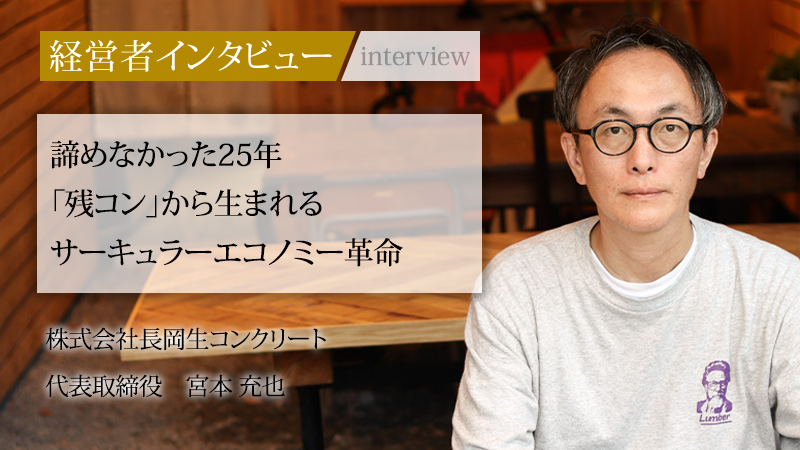 経営者インタビュー
interview
諦めなかった25年
「残コン」から生まれる
サーキュラーエコノミー革命
株式会社長岡生コンクリート
代表取締役　宮本 充也
Lumber